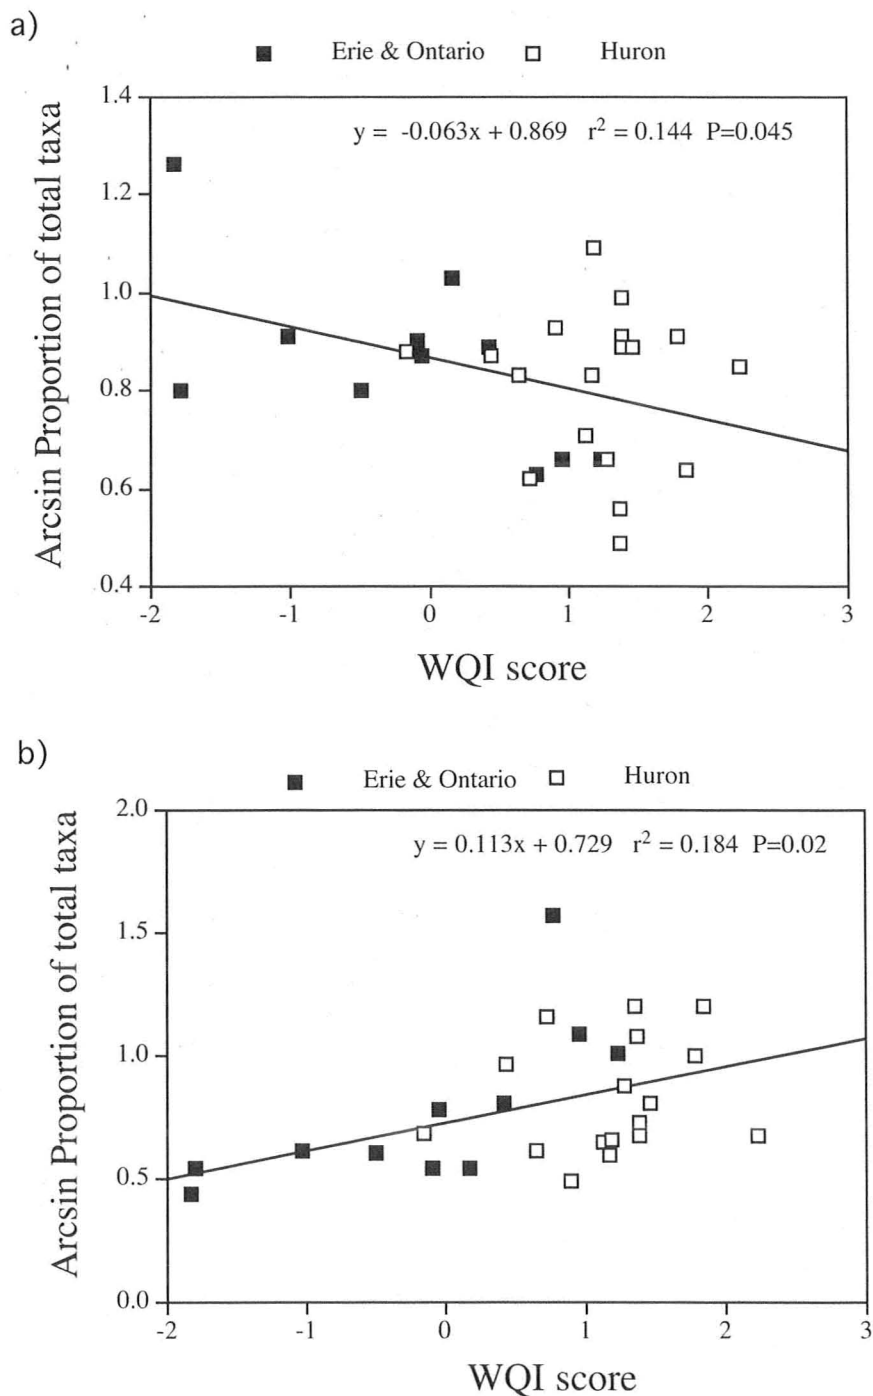 a)
Erie & Ontario Huron
1.4
y = -0.063x + 0.869 r² = 0.144 P=0.045
1.2
1.0
0.8
0.6
0.4
Arcsin Proportion of total taxa
-2 -1 0 1 2 3
WQI score
b)
Erie & Ontario Huron
2.0
y = 0.113x + 0.729 r² = 0.184 P=0.02
1.5
1.0
0.5
0.0
Arcsin Proportion of total taxa
-2 -1 0 1 2 3
WQI score